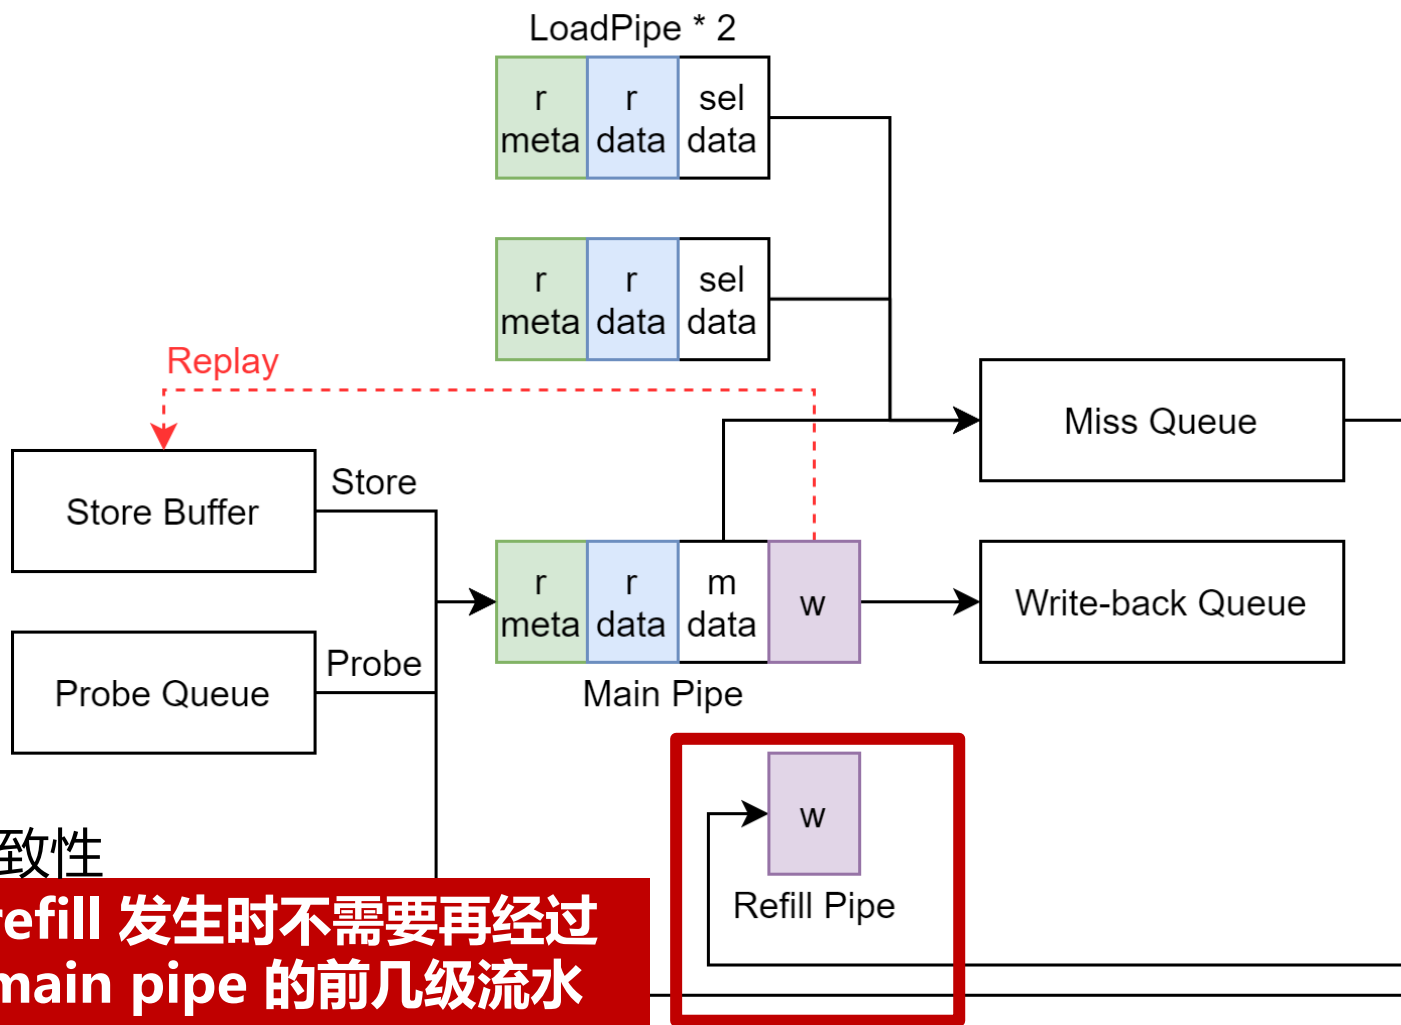 LoadPipe * 2
r
meta
r
data
sel
data
r
meta
r
data
sel
data
Replay
Miss Queue
Store Buffer
Store
r
meta
r
data
m
data
w
Write-back Queue
Probe Queue
Probe
Main Pipe
w
Refill Pipe
致性
refill 发生时不需要再经过
main pipe 的前几级流水